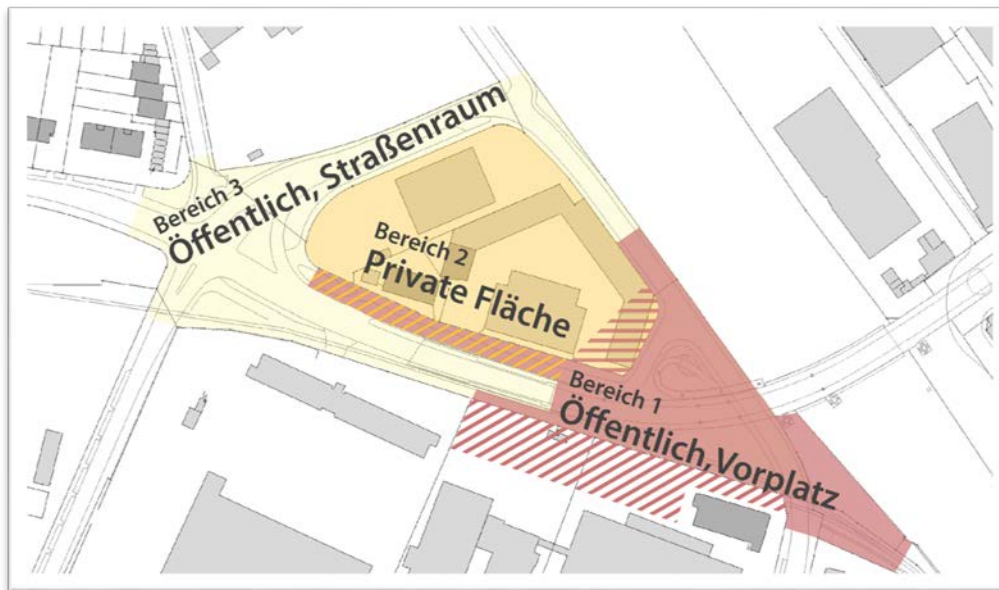 Bereich 3
Öffentlich, Straßenraum
Bereich 2
Private Fläche
Bereich 1
Öffentlich, Vorplatz